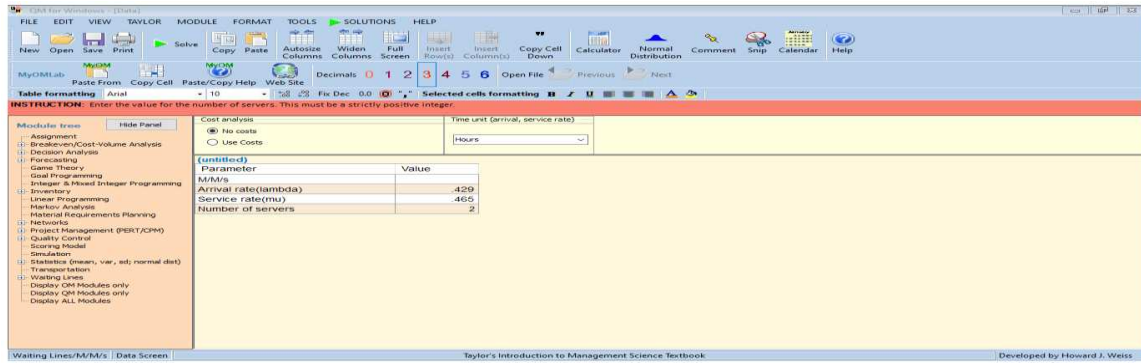 QM for Windows - [Data]
FILE EDIT VIEW TAYLOR MODULE FORMAT TOOLS SOLUTIONS HELP
New Open Save Print Solve Copy Paste Autosize Columns Widen Columns Full Screen Insert Row(s) Insert Column(s) Copy Cell Down Calculator Normal Distribution Comment Snip Calendar Help
MyOMLab MyOM Paste From Copy Cell MyOM Paste/Copy Help Web Site Decimals 0 1 2 3 4 5 6 Open File Previous Next
Table formatting Arial 10 Fix Dec 0.0 "," Selected cells formatting B I U A
INSTRUCTION: Enter the value for the number of servers. This must be a strictly positive integer.
Module tree Hide Panel
Assignment
Breakeven/Cost-Volume Analysis
Decision Analysis
Forecasting
Game Theory
Goal Programming
Integer & Mixed Integer Programming
Inventory
Linear Programming
Markov Analysis
Material Requirements Planning
Networks
Project Management (PERT/CPM)
Quality Control
Scoring Model
Simulation
Statistics (mean, var, sd; normal dist)
Transportation
Waiting Lines
Display OM Modules only
Display QM Modules only
Display ALL Modules
Cost analysis
No costs
Use Costs
Time unit (arrival, service rate)
Hours
(untitled)
Parameter Value
M/M/s
Arrival rate(lambda) .429
Service rate(mu) .465
Number of servers 2
Waiting Lines/M/M/s Data Screen Taylor's Introduction to Management Science Textbook Developed by Howard J. Weiss